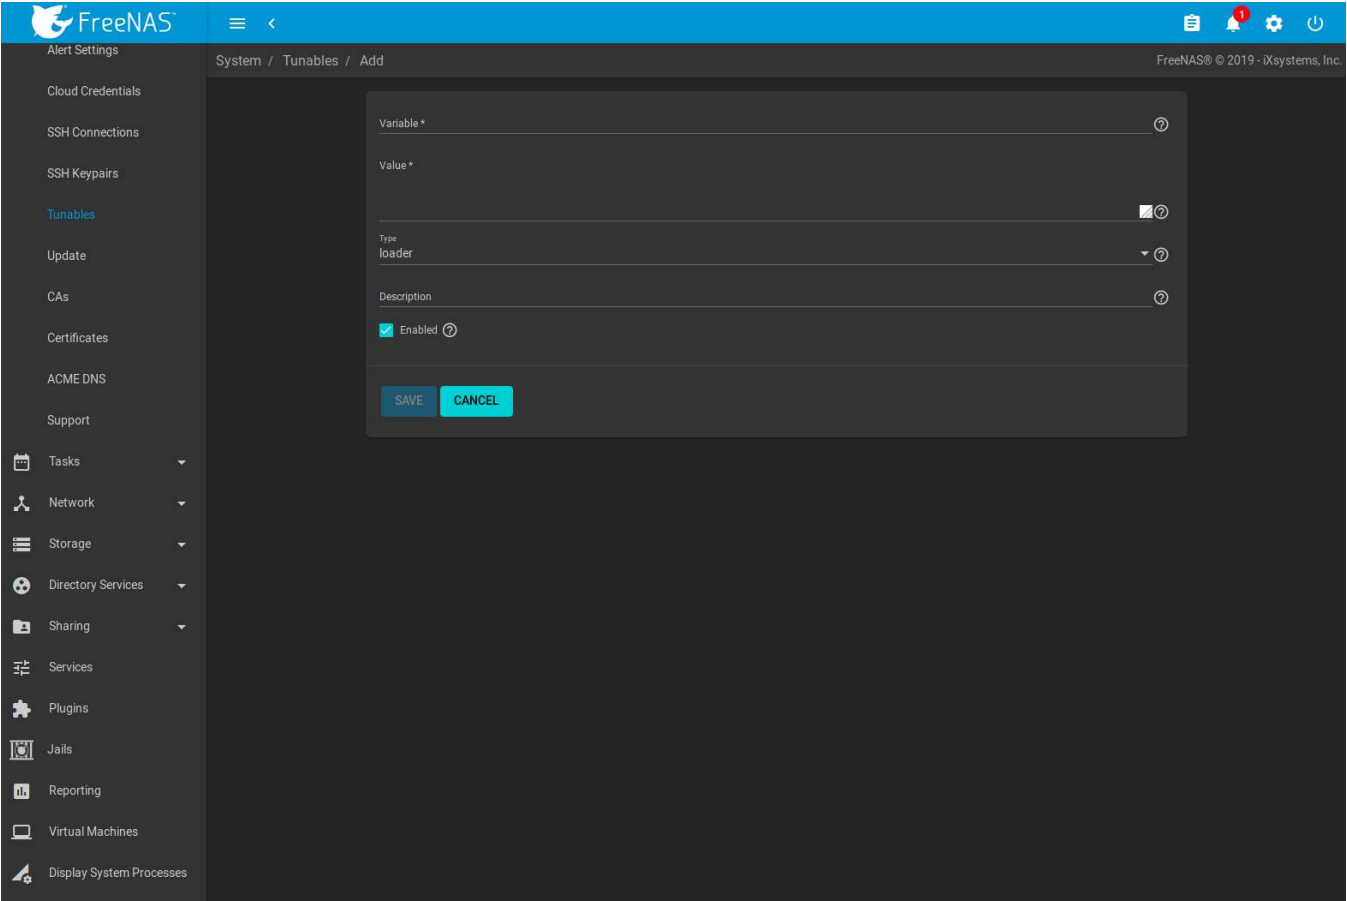 FreeNAS™
1
Alert Settings
Cloud Credentials
SSH Connections
SSH Keypairs
Tunables
Update
CAs
Certificates
ACME DNS
Support
Tasks
Network
Storage
Directory Services
Sharing
Services
Plugins
Jails
Reporting
Virtual Machines
Display System Processes
System / Tunables / Add
FreeNAS® © 2019 - iXsystems, Inc.
Variable *
Value *
Type
loader
Description
Enabled
SAVE CANCEL